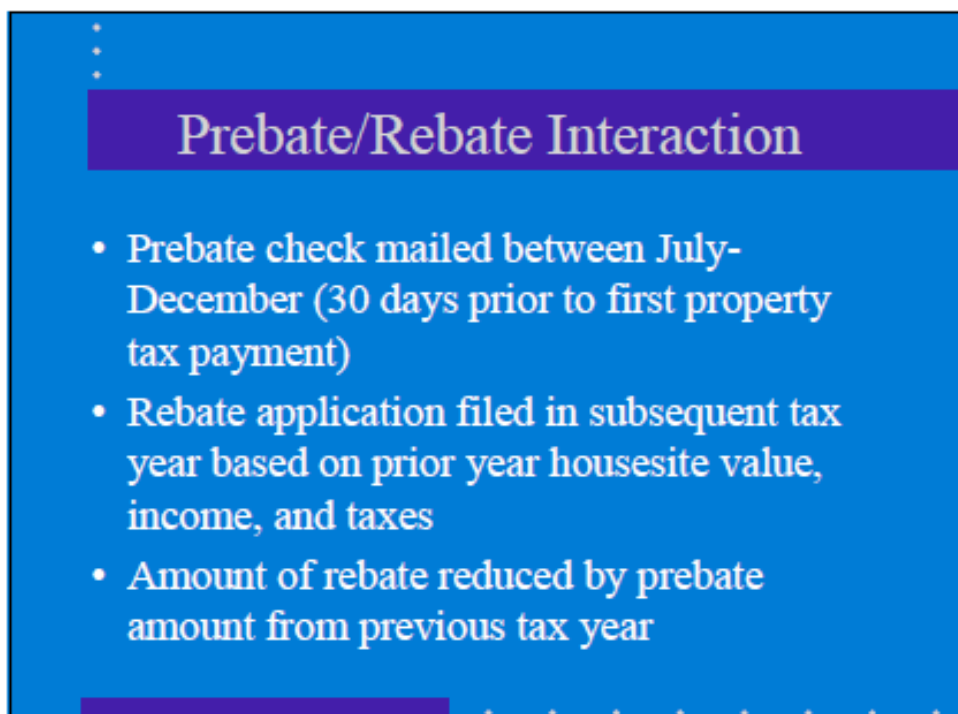 Prebate/Rebate Interaction
• Prebate check mailed between July-
December (30 days prior to first property
tax payment)
• Rebate application filed in subsequent tax
year based on prior year housesite value,
income, and taxes
• Amount of rebate reduced by prebate
amount from previous tax year